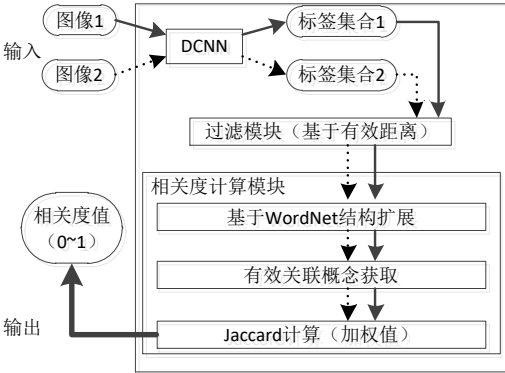 图像1
标签集合1
输入
DCNN
图像2
标签集合2
过滤模块（基于有效距离）
相关度计算模块
相关度值
（0~1）
基于WordNet结构扩展
有效关联概念获取
输出
Jaccard计算（加权值）